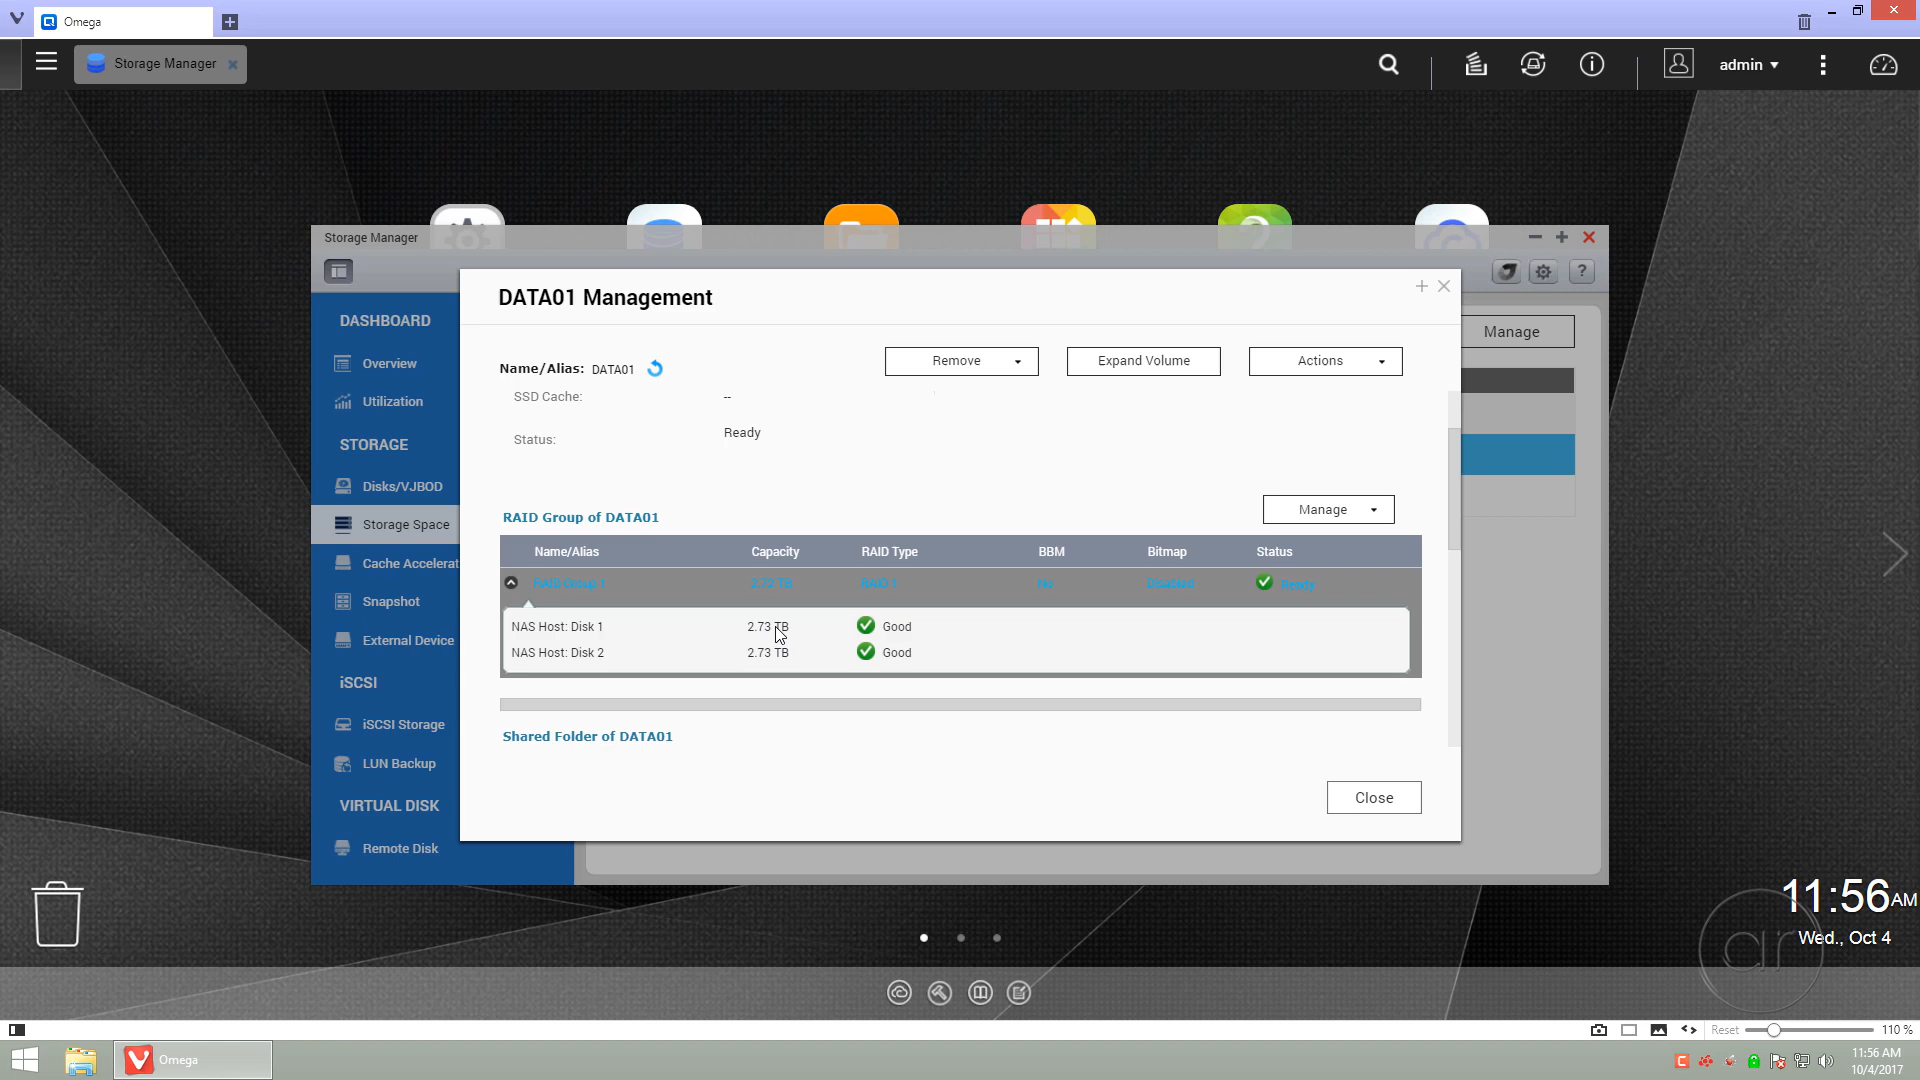 Omega
Storage Manager
admin
Storage Manager
DASHBOARD
Overview
Utilization
STORAGE
Disks/VJBOD
Storage Space
Cache Accelerat
Snapshot
External Device
iSCSI
iSCSI Storage
LUN Backup
VIRTUAL DISK
Remote Disk
Manage
DATA01 Management
Name/Alias: DATA01
Remove
Expand Volume
Actions
SSD Cache: --
Status: Ready
RAID Group of DATA01
Manage
Name/Alias Capacity RAID Type BBM Bitmap Status
RAID Group 1 2.73 TB RAID 1 No Disabled Ready
NAS Host: Disk 1 2.73 TB Good
NAS Host: Disk 2 2.73 TB Good
Shared Folder of DATA01
Close
11:56 AM
Wed., Oct 4
ar
Reset 110 %
Omega
11:56 AM
10/4/2017